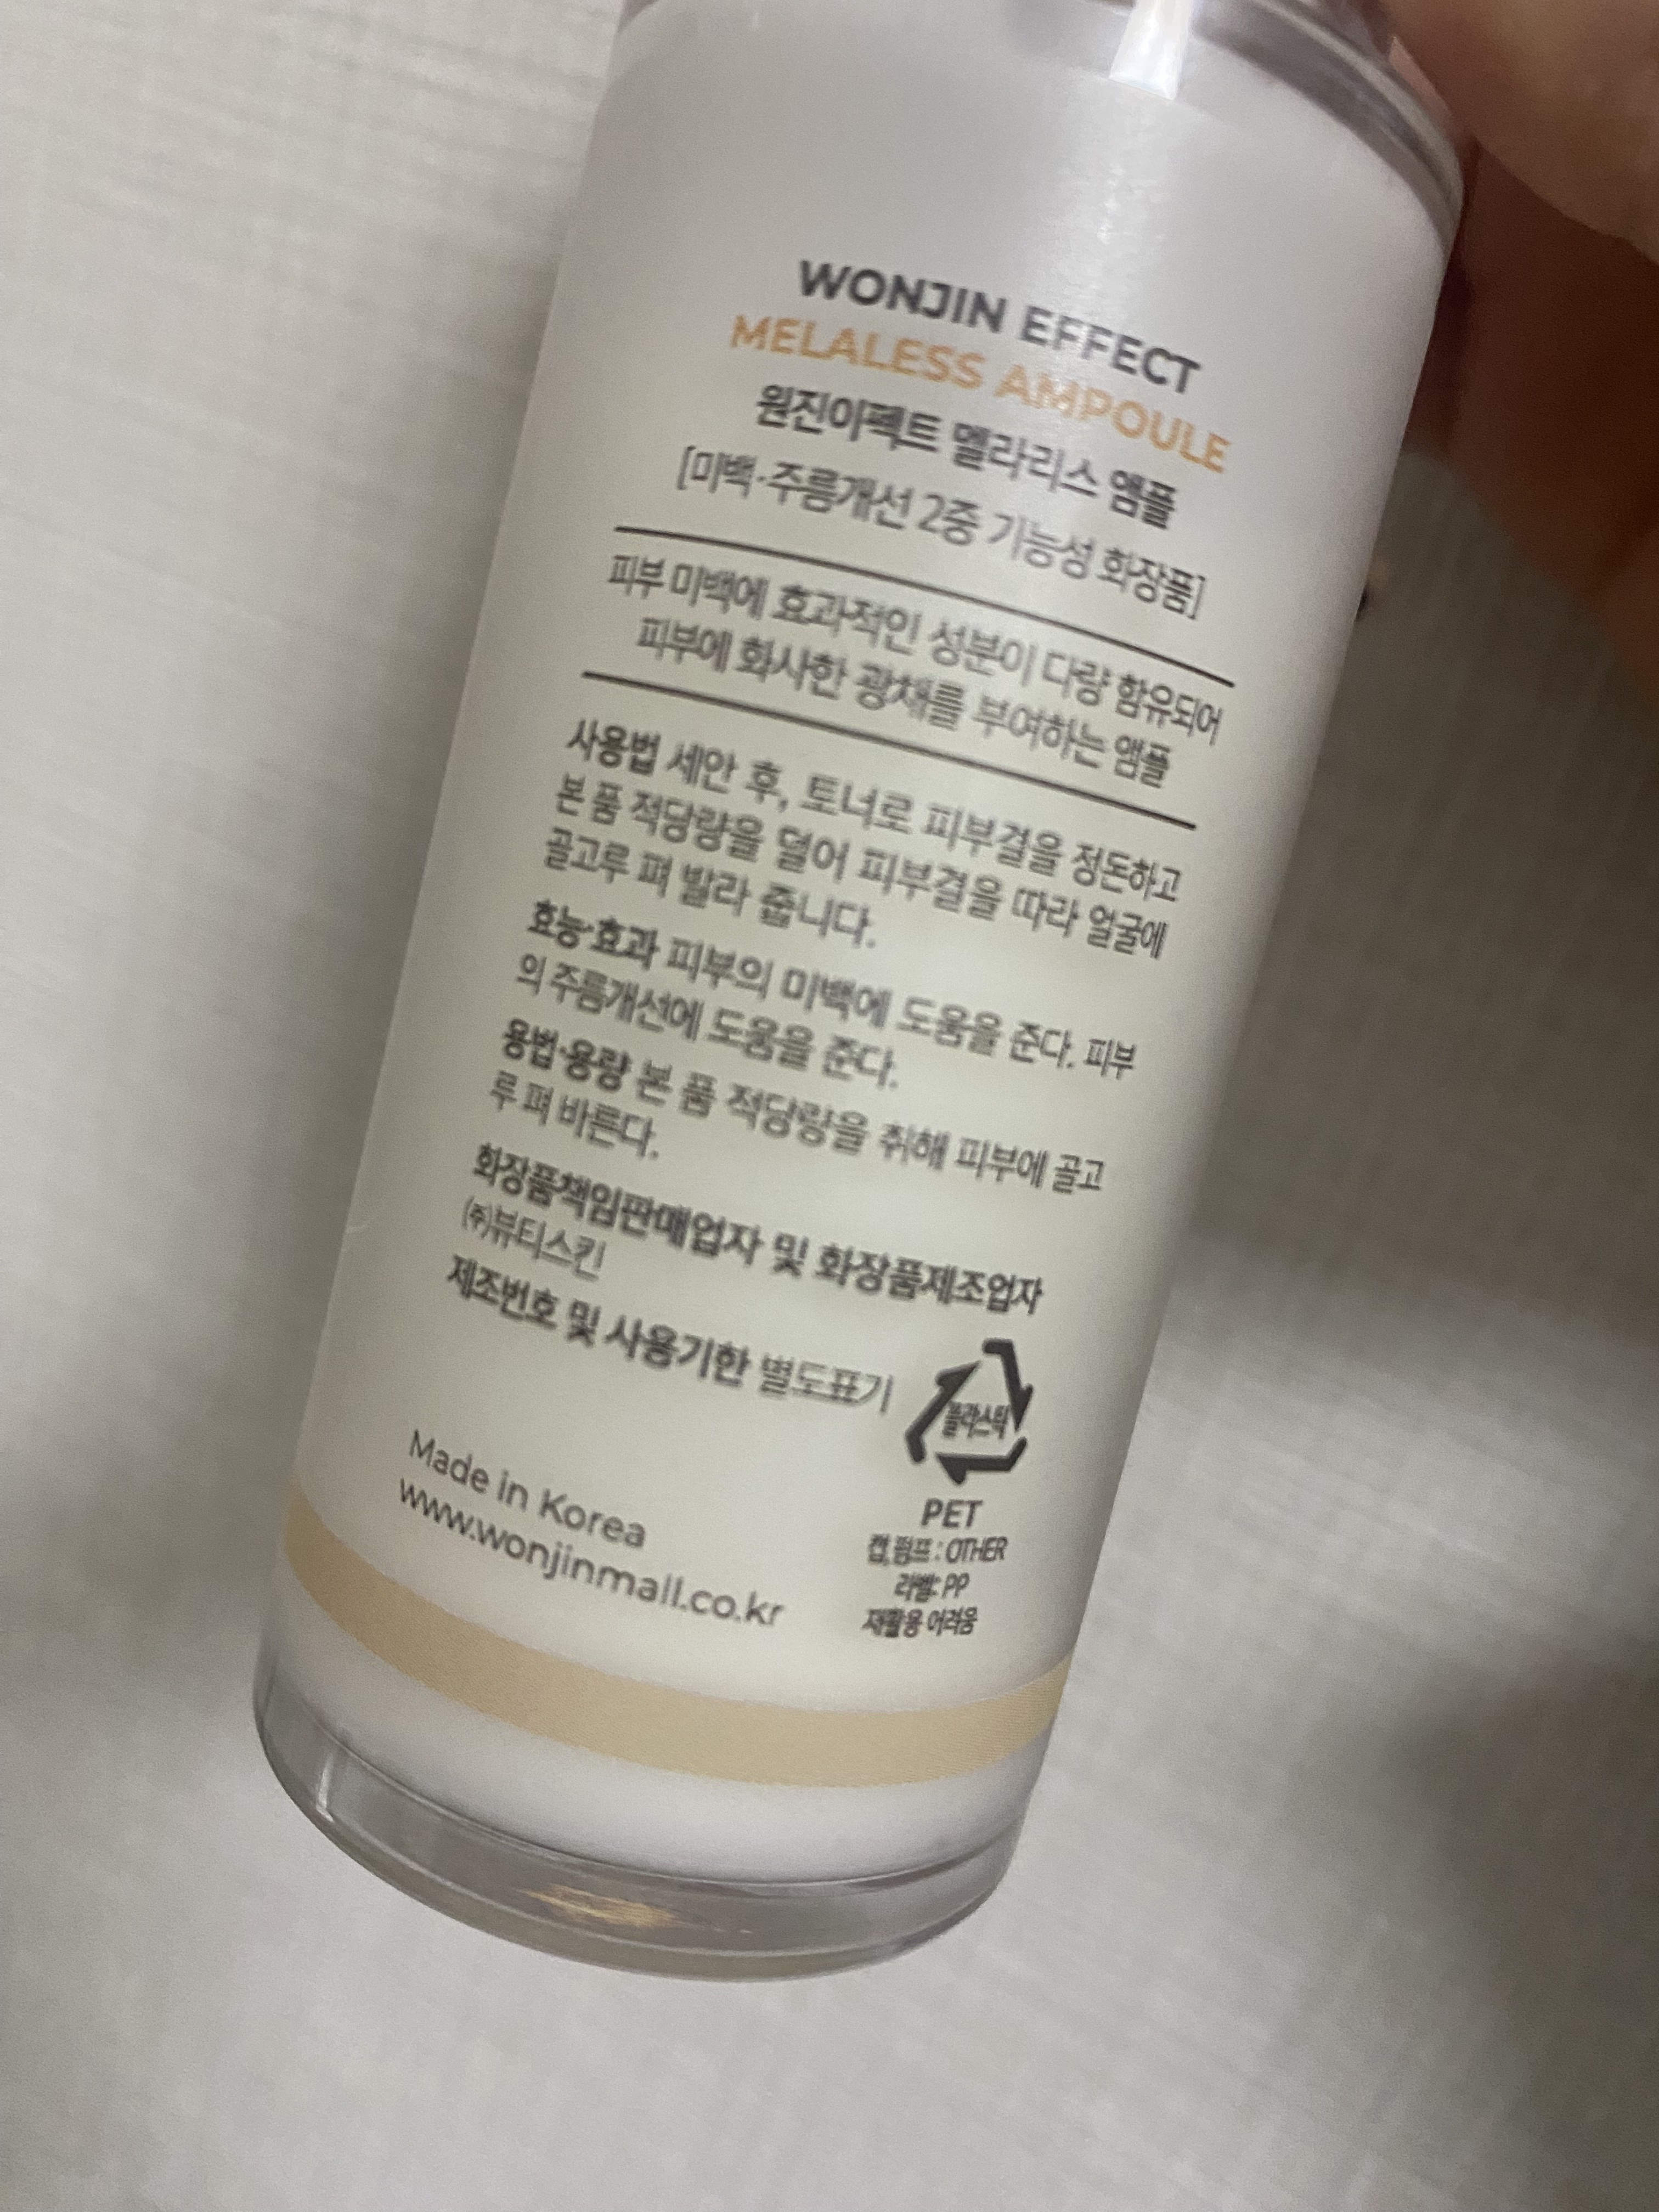 WONJIN EFFECT
MELALESS AMPOULE
원진이펙트 멜라리스 앰플
[미백·주름개선 2중 기능성 화장품]
피부 미백에 효과적인 성분이 다량 함유되어
피부에 화사한 광채를 부여하는 앰플
사용법 세안 후, 토너로 피부결을 정돈하고
본 품 적당량을 덜어 피부결을 따라 얼굴에
골고루 펴 발라 줍니다.
효능·효과 피부의 미백에 도움을 준다. 피부
의 주름개선에 도움을 준다.
용법·용량 본 품 적당량을 취해 피부에 골고
루 펴 바른다.
화장품책임판매업자 및 화장품제조업자
㈜뷰티스킨
제조번호 및 사용기한 별도표기
플라스틱
PET
캡,펌프 : OTHER
라벨: PP
재활용 어려움
Made in Korea
www.wonjinmall.co.kr